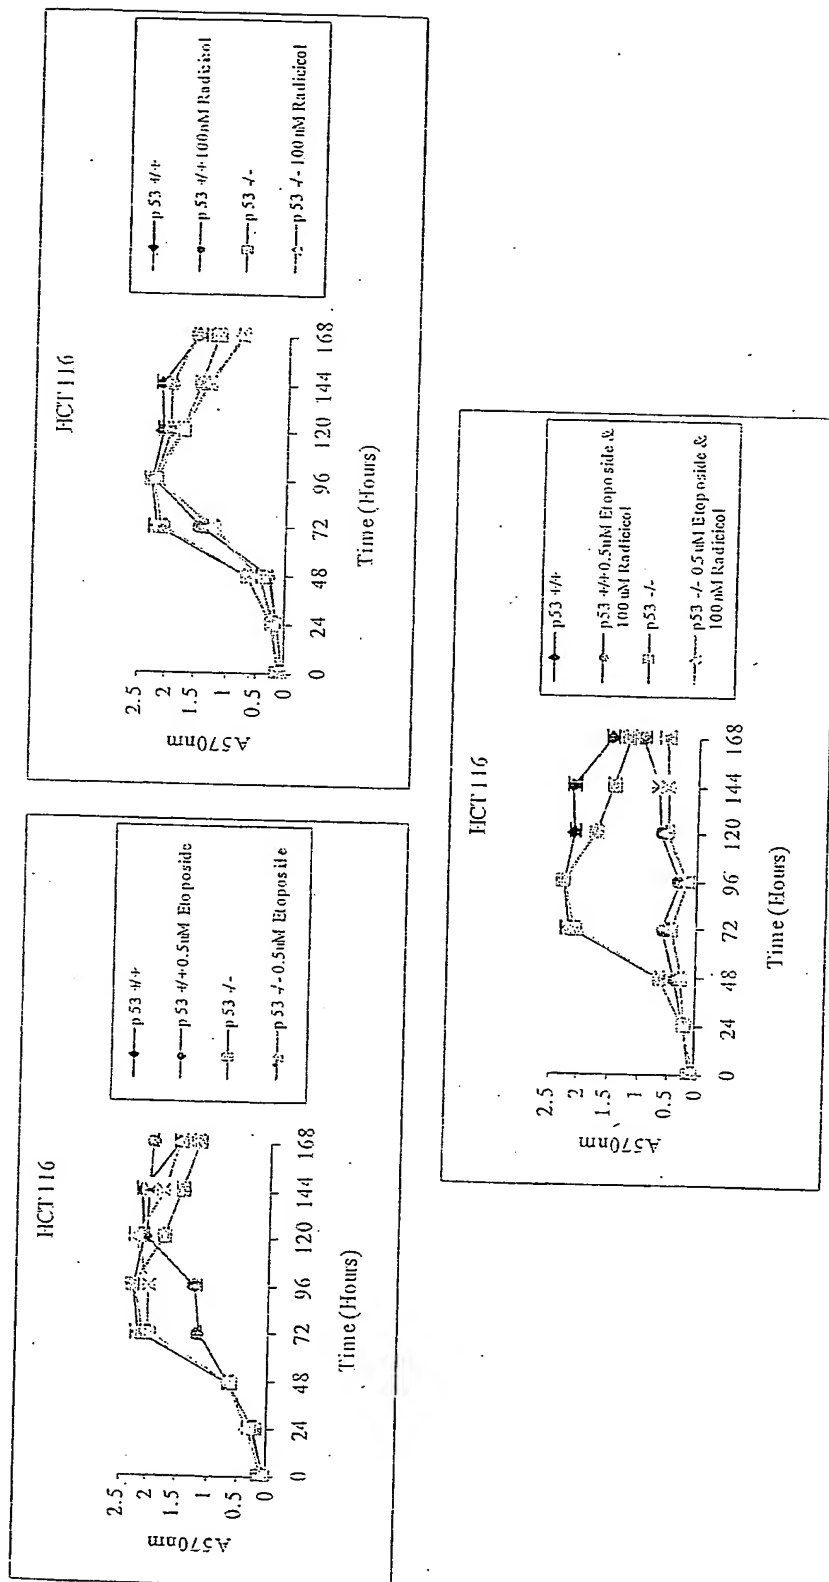 HCT116
A570nm
2.5
2
1.5
1
0.5
0
0 24 48 72 96 120 144 168
Time (Hours)
p53 +/+
p53 +/+ 0.5uM Etoposide
p53 -/-
p53 -/- 0.5uM Etoposide
HCT116
A570nm
2.5
2
1.5
1
0.5
0
0 24 48 72 96 120 144 168
Time (Hours)
p53 +/+
p53 +/+ 100nM Radicicol
p53 -/-
p53 -/- 100nM Radicicol
HCT116
A570nm
2.5
2
1.5
1
0.5
0
0 24 48 72 96 120 144 168
Time (Hours)
p53 +/+
p53 +/+ 0.5uM Etoposide &
100nM Radicicol
p53 -/-
p53 -/- 0.5uM Etoposide &
100nM Radicicol